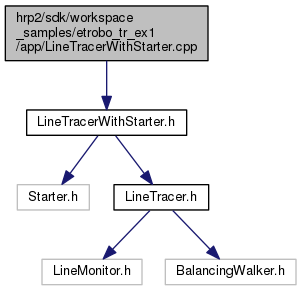 hrp2/sdk/workspace
_samples/etrobo_tr_ex1
/app/LineTracerWithStarter.cpp
LineTracerWithStarter.h
Starter.h
LineTracer.h
LineMonitor.h
BalancingWalker.h